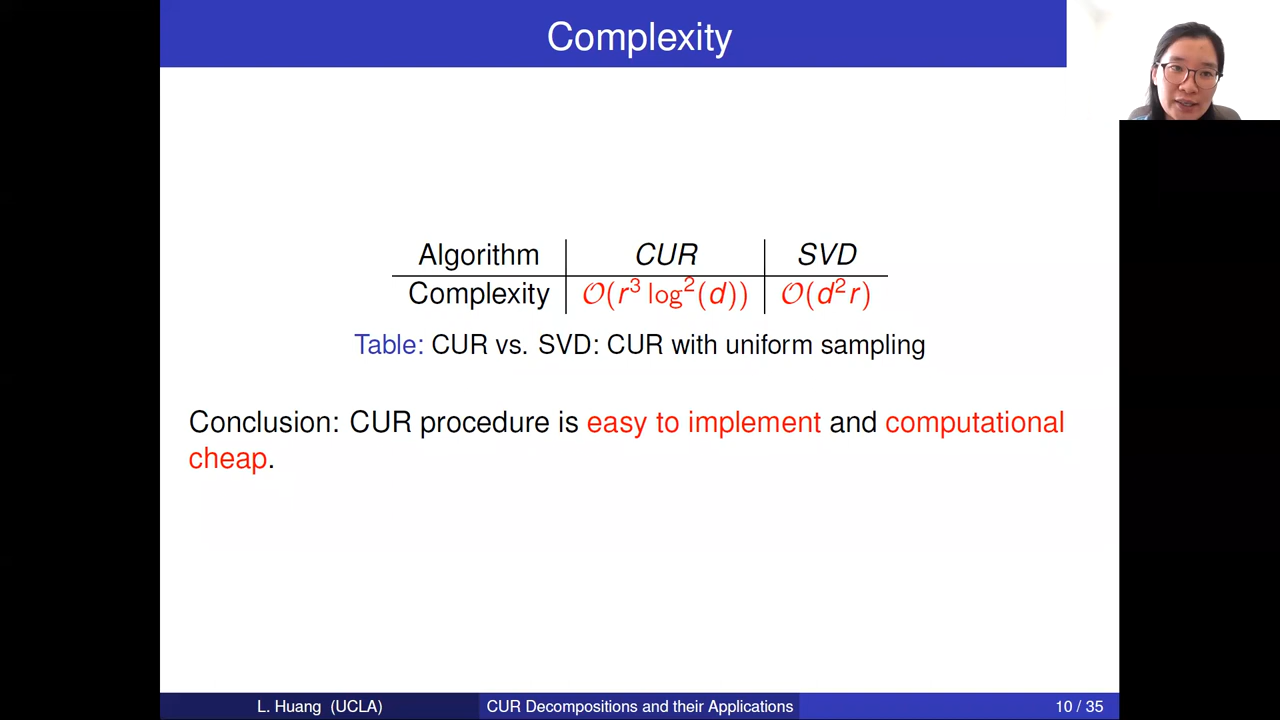 Complexity
Algorithm CUR SVD
Complexity 𝒪(r³ log²(d)) 𝒪(d²r)
Table: CUR vs. SVD: CUR with uniform sampling
Conclusion: CUR procedure is easy to implement and computational
cheap.
L. Huang (UCLA) CUR Decompositions and their Applications 10 / 35